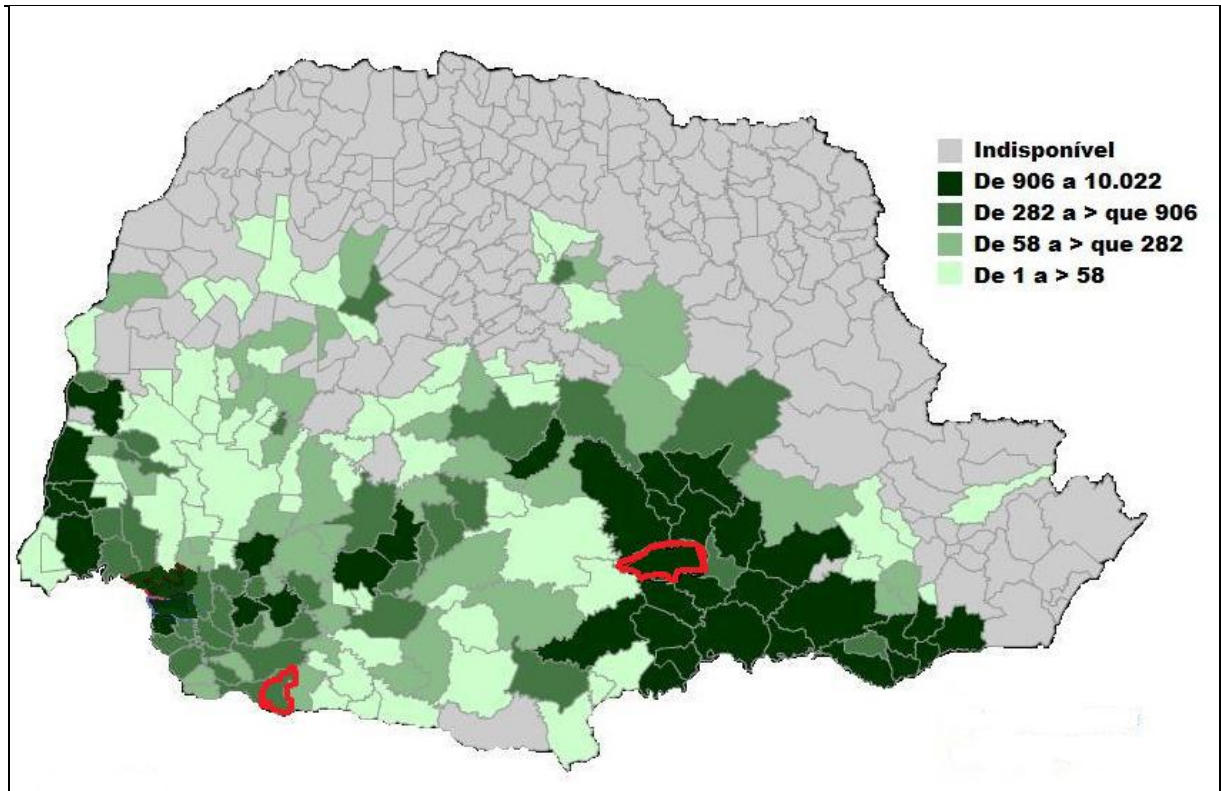 Indisponível
De 906 a 10.022
De 282 a > que 906
De 58 a > que 282
De 1 a > 58